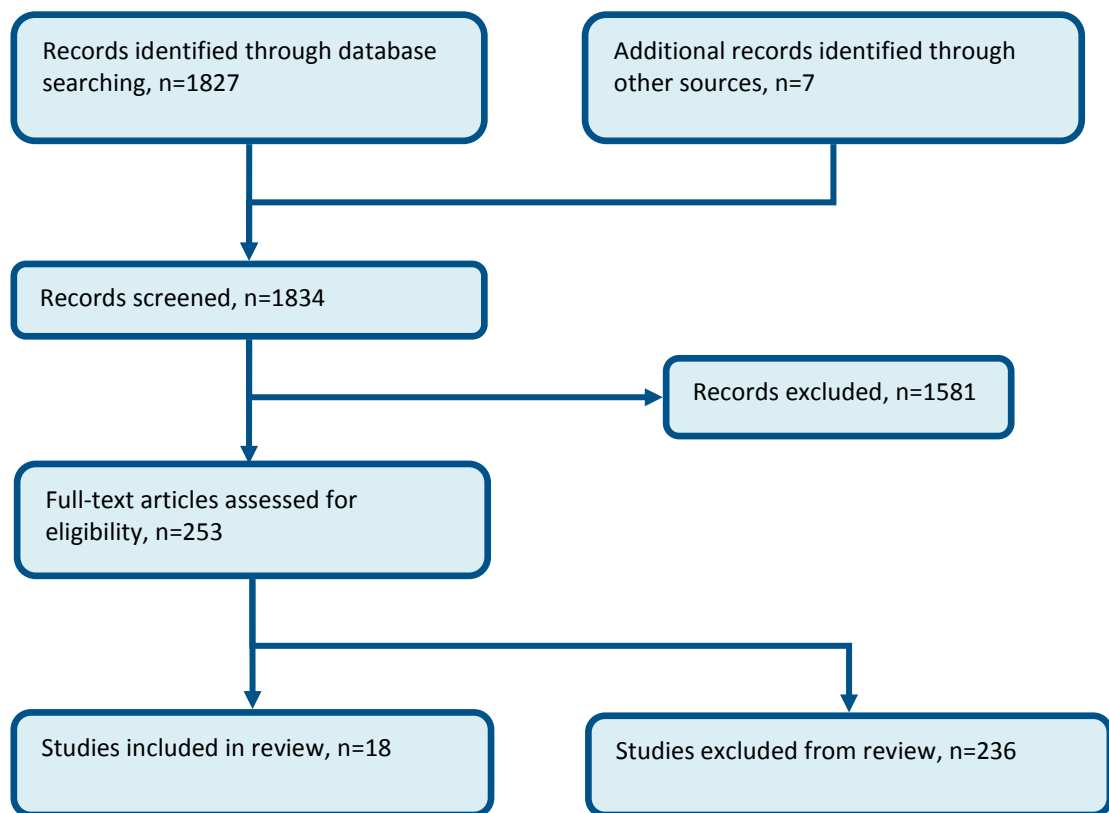 Records identified through database
searching, n=1827
Additional records identified through
other sources, n=7
Records screened, n=1834
Records excluded, n=1581
Full-text articles assessed for
eligibility, n=253
Studies included in review, n=18
Studies excluded from review, n=236